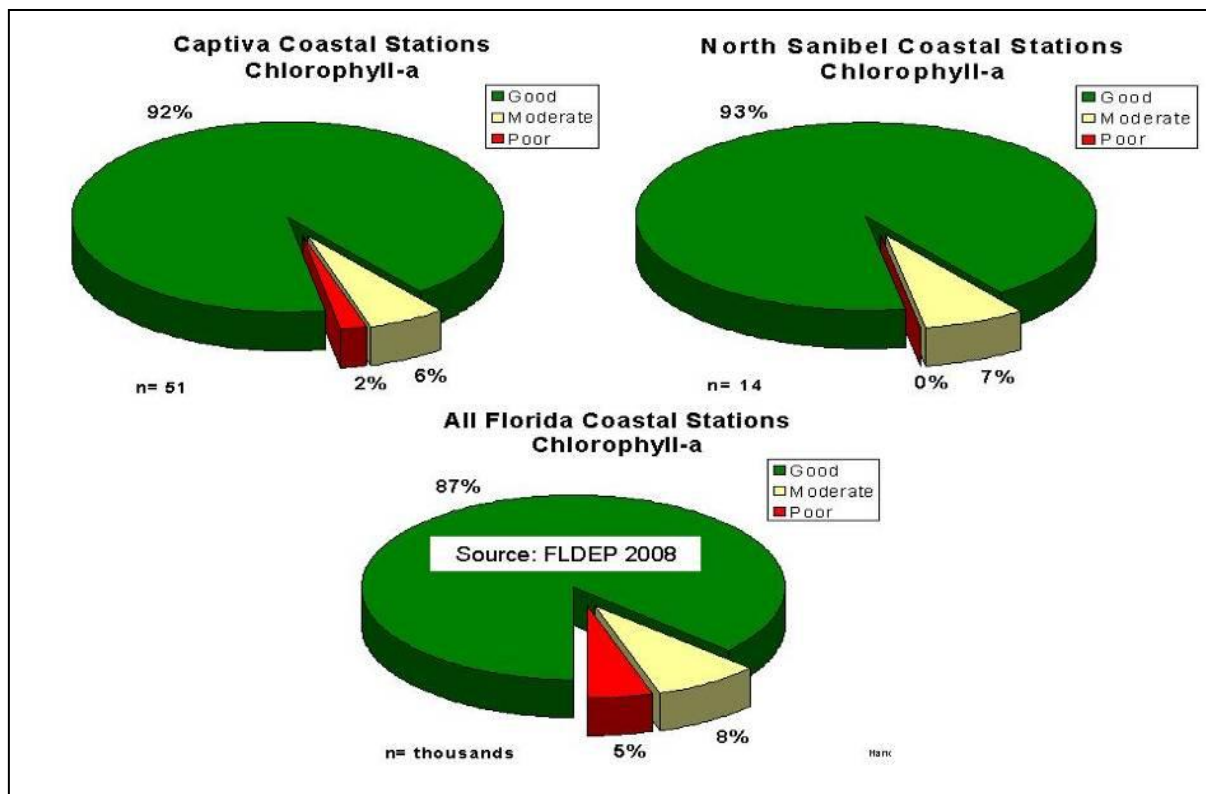 Captiva Coastal Stations
Chlorophyll-a
Good
Moderate
Poor
92%
2%
6%
n= 51
North Sanibel Coastal Stations
Chlorophyll-a
Good
Moderate
Poor
93%
0%
7%
n= 14
All Florida Coastal Stations
Chlorophyll-a
Good
Moderate
Poor
87%
Source: FLDEP 2008
5%
8%
n= thousands